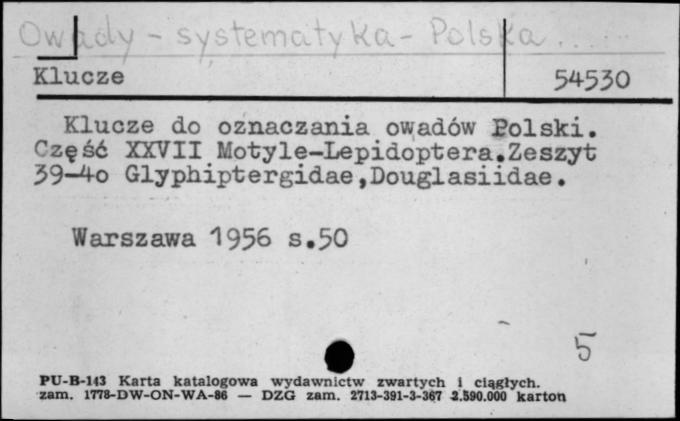 Owady - systematyka - Polska
Klucze 54530
Klucze do oznaczania owadów Polski.
Część XXVII Motyle-Lepidoptera.Zeszyt
39-4o Glyphiptergidae,Douglasiidae.
Warszawa 1956 s.50
5
PU-B-143 Karta katalogowa wydawnictw zwartych i ciągłych.
zam. 1778-DW-ON-WA-86 — DZG zam. 2713-391-3-367 2.590.000 karton